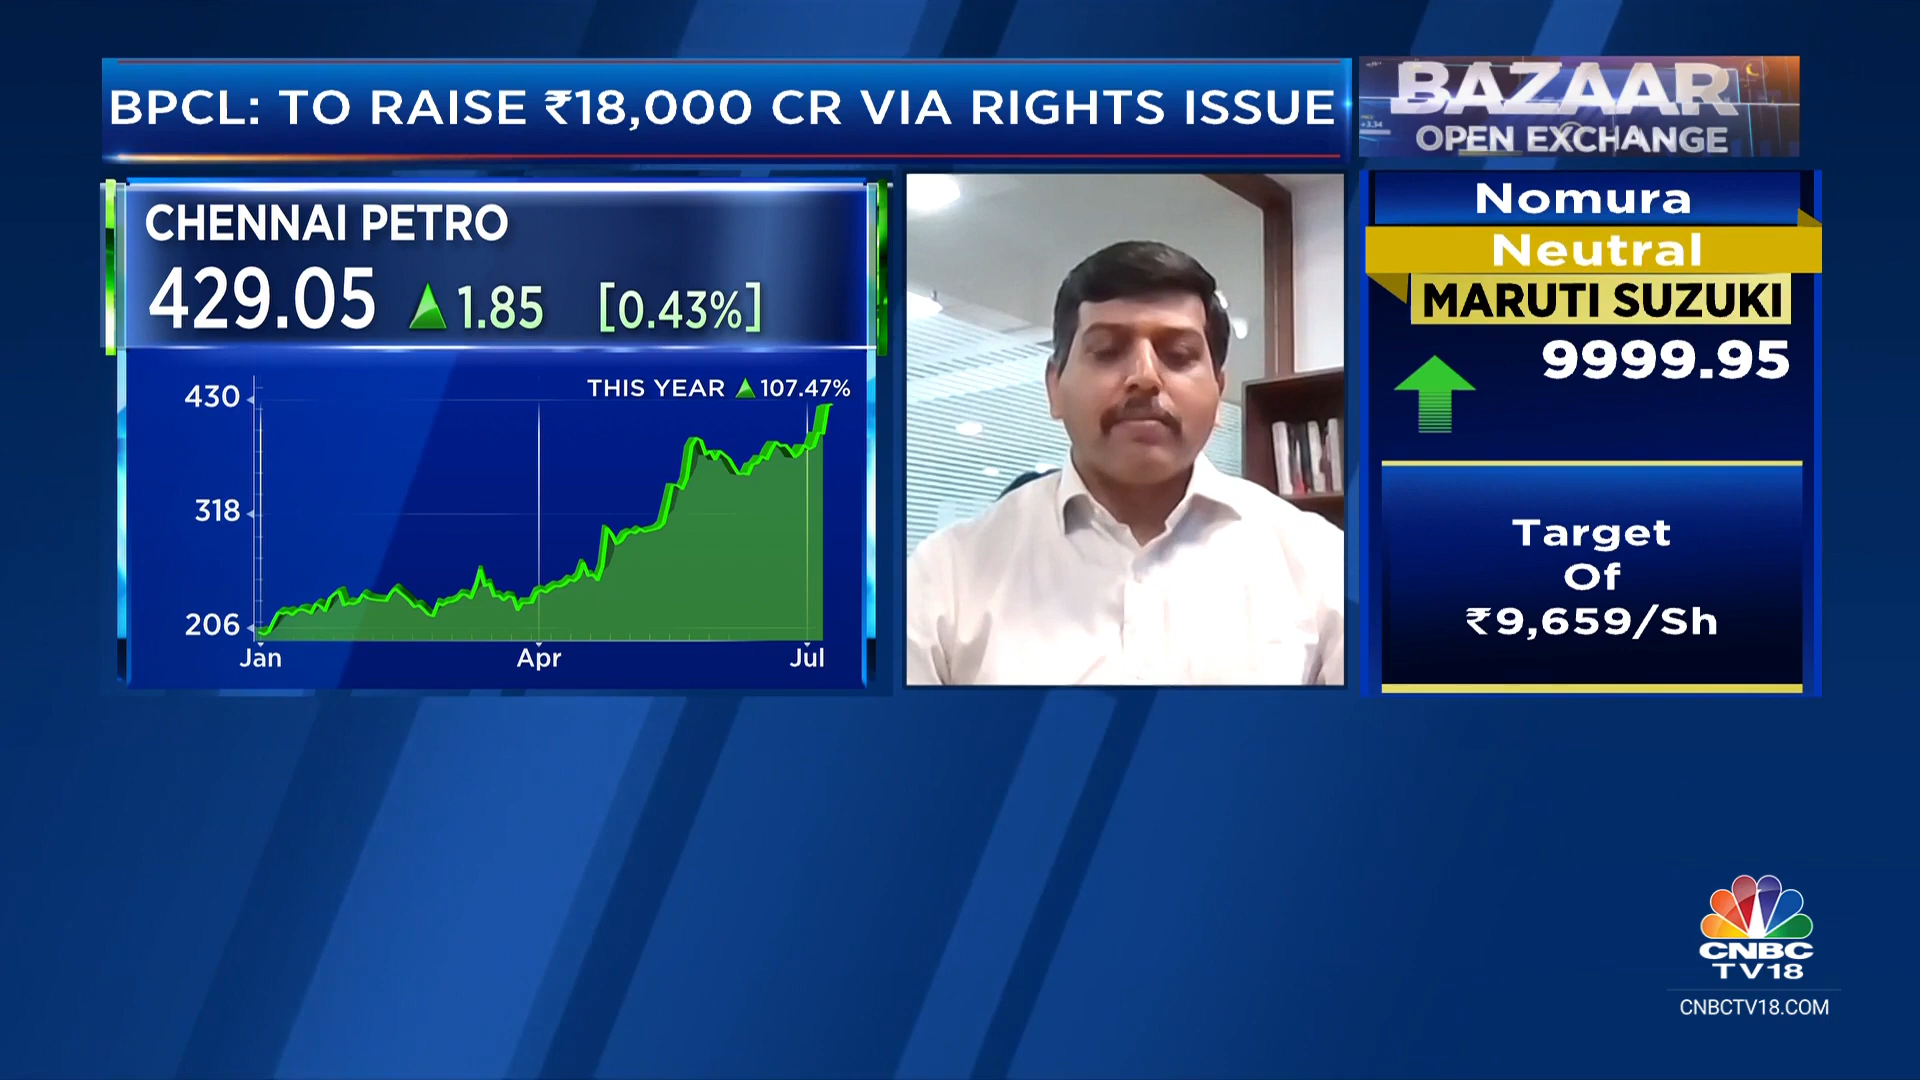 BPCL: TO RAISE ₹18,000 CR VIA RIGHTS ISSUE
BAZAAR
OPEN EXCHANGE
CHENNAI PETRO
429.05 ▲ 1.85 [0.43%]
THIS YEAR ▲ 107.47%
430
318
206
Jan Apr Jul
Nomura
Neutral
MARUTI SUZUKI
9999.95
Target
Of
₹9,659/Sh
CNBC
TV18
CNBCTV18.COM